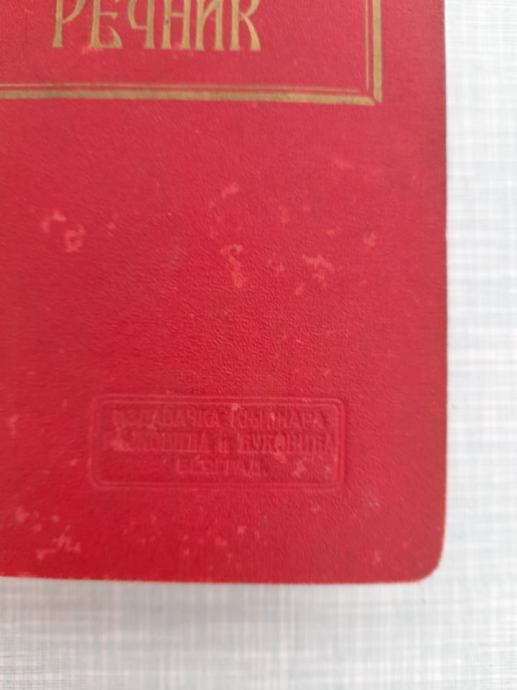 РЕЧНИК
ИЗДАВАЧКА КЊИЖАРА
РАЈКОВИЋА И ЋУКОВИЋА
БЕОГРАД